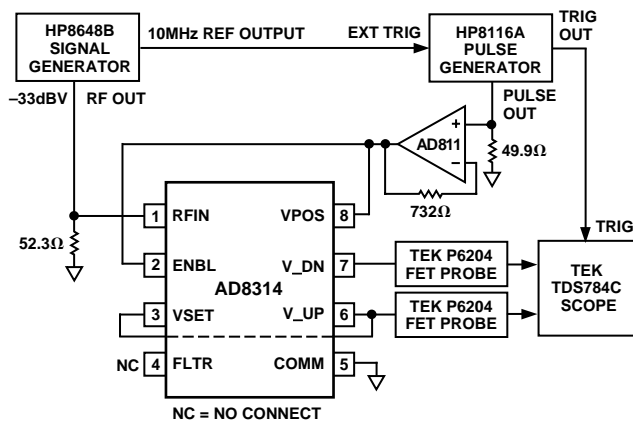 HP8648B
SIGNAL
GENERATOR
10MHz REF OUTPUT
EXT TRIG
HP8116A
PULSE
GENERATOR
TRIG
OUT
–33dBV
RF OUT
PULSE
OUT
+
AD811
–
49.9Ω
732Ω
52.3Ω
1
RFIN
VPOS
8
2
ENBL
V_DN
7
AD8314
3
VSET
V_UP
6
NC
4
FLTR
COMM
5
TEK P6204
FET PROBE
TEK P6204
FET PROBE
TRIG
TEK
TDS784C
SCOPE
NC = NO CONNECT